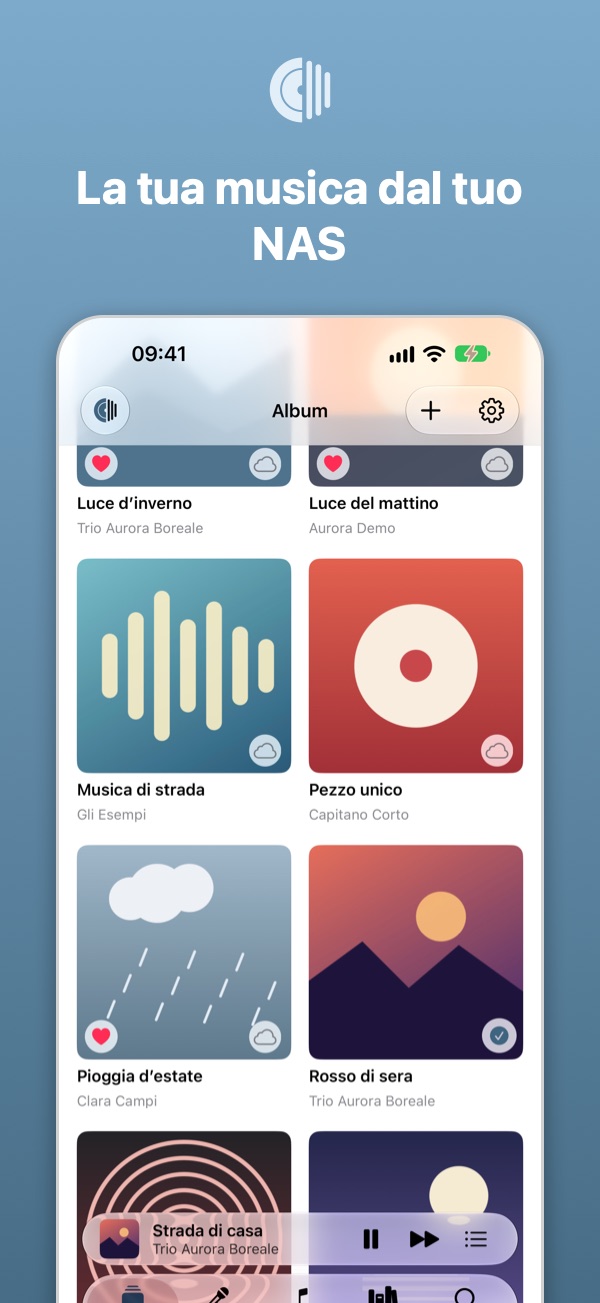 La tua musica dal tuo
NAS
09:41
Album
Luce d’inverno
Trio Aurora Boreale
Luce del mattino
Aurora Demo
Musica di strada
Gli Esempi
Pezzo unico
Capitano Corto
Pioggia d’estate
Clara Campi
Rosso di sera
Trio Aurora Boreale
Strada di casa
Trio Aurora Boreale